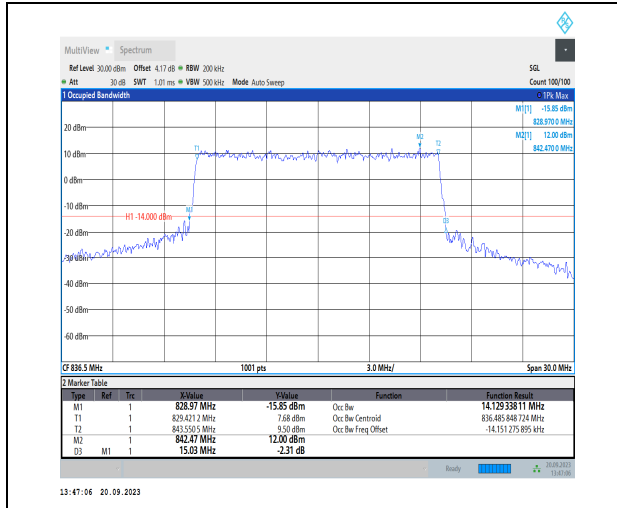 MultiView Spectrum
Ref Level 30.00 dBm Offset 4.17 dB RBW 200 kHz SGL
Att 30 dB SWT 1.01 ms VBW 500 kHz Mode Auto Sweep Count 100/100
1 Occupied Bandwidth 1Pk Max
M1[1] -15.85 dBm
828.970 0 MHz
M2[1] 12.00 dBm
842.470 0 MHz
20 dBm
M2
T1 T2
10 dBm
0 dBm
-10 dBm
M1
H1 -14.000 dBm
D3
-20 dBm
-30 dBm
-40 dBm
-50 dBm
-60 dBm
CF 836.5 MHz 1001 pts 3.0 MHz/ Span 30.0 MHz
2 Marker Table
Type Ref Trc X-Value Y-Value Function Function Result
M1 1 828.97 MHz -15.85 dBm Occ Bw 14.129 338 11 MHz
T1 1 829.421 2 MHz 7.68 dBm Occ Bw Centroid 836.485 848 724 MHz
T2 1 843.550 5 MHz 9.50 dBm Occ Bw Freq Offset -14.151 275 895 kHz
M2 1 842.47 MHz 12.00 dBm
D3 M1 1 15.03 MHz -2.31 dB
Ready 20.09.2023
13:47:06
13:47:06 20.09.2023